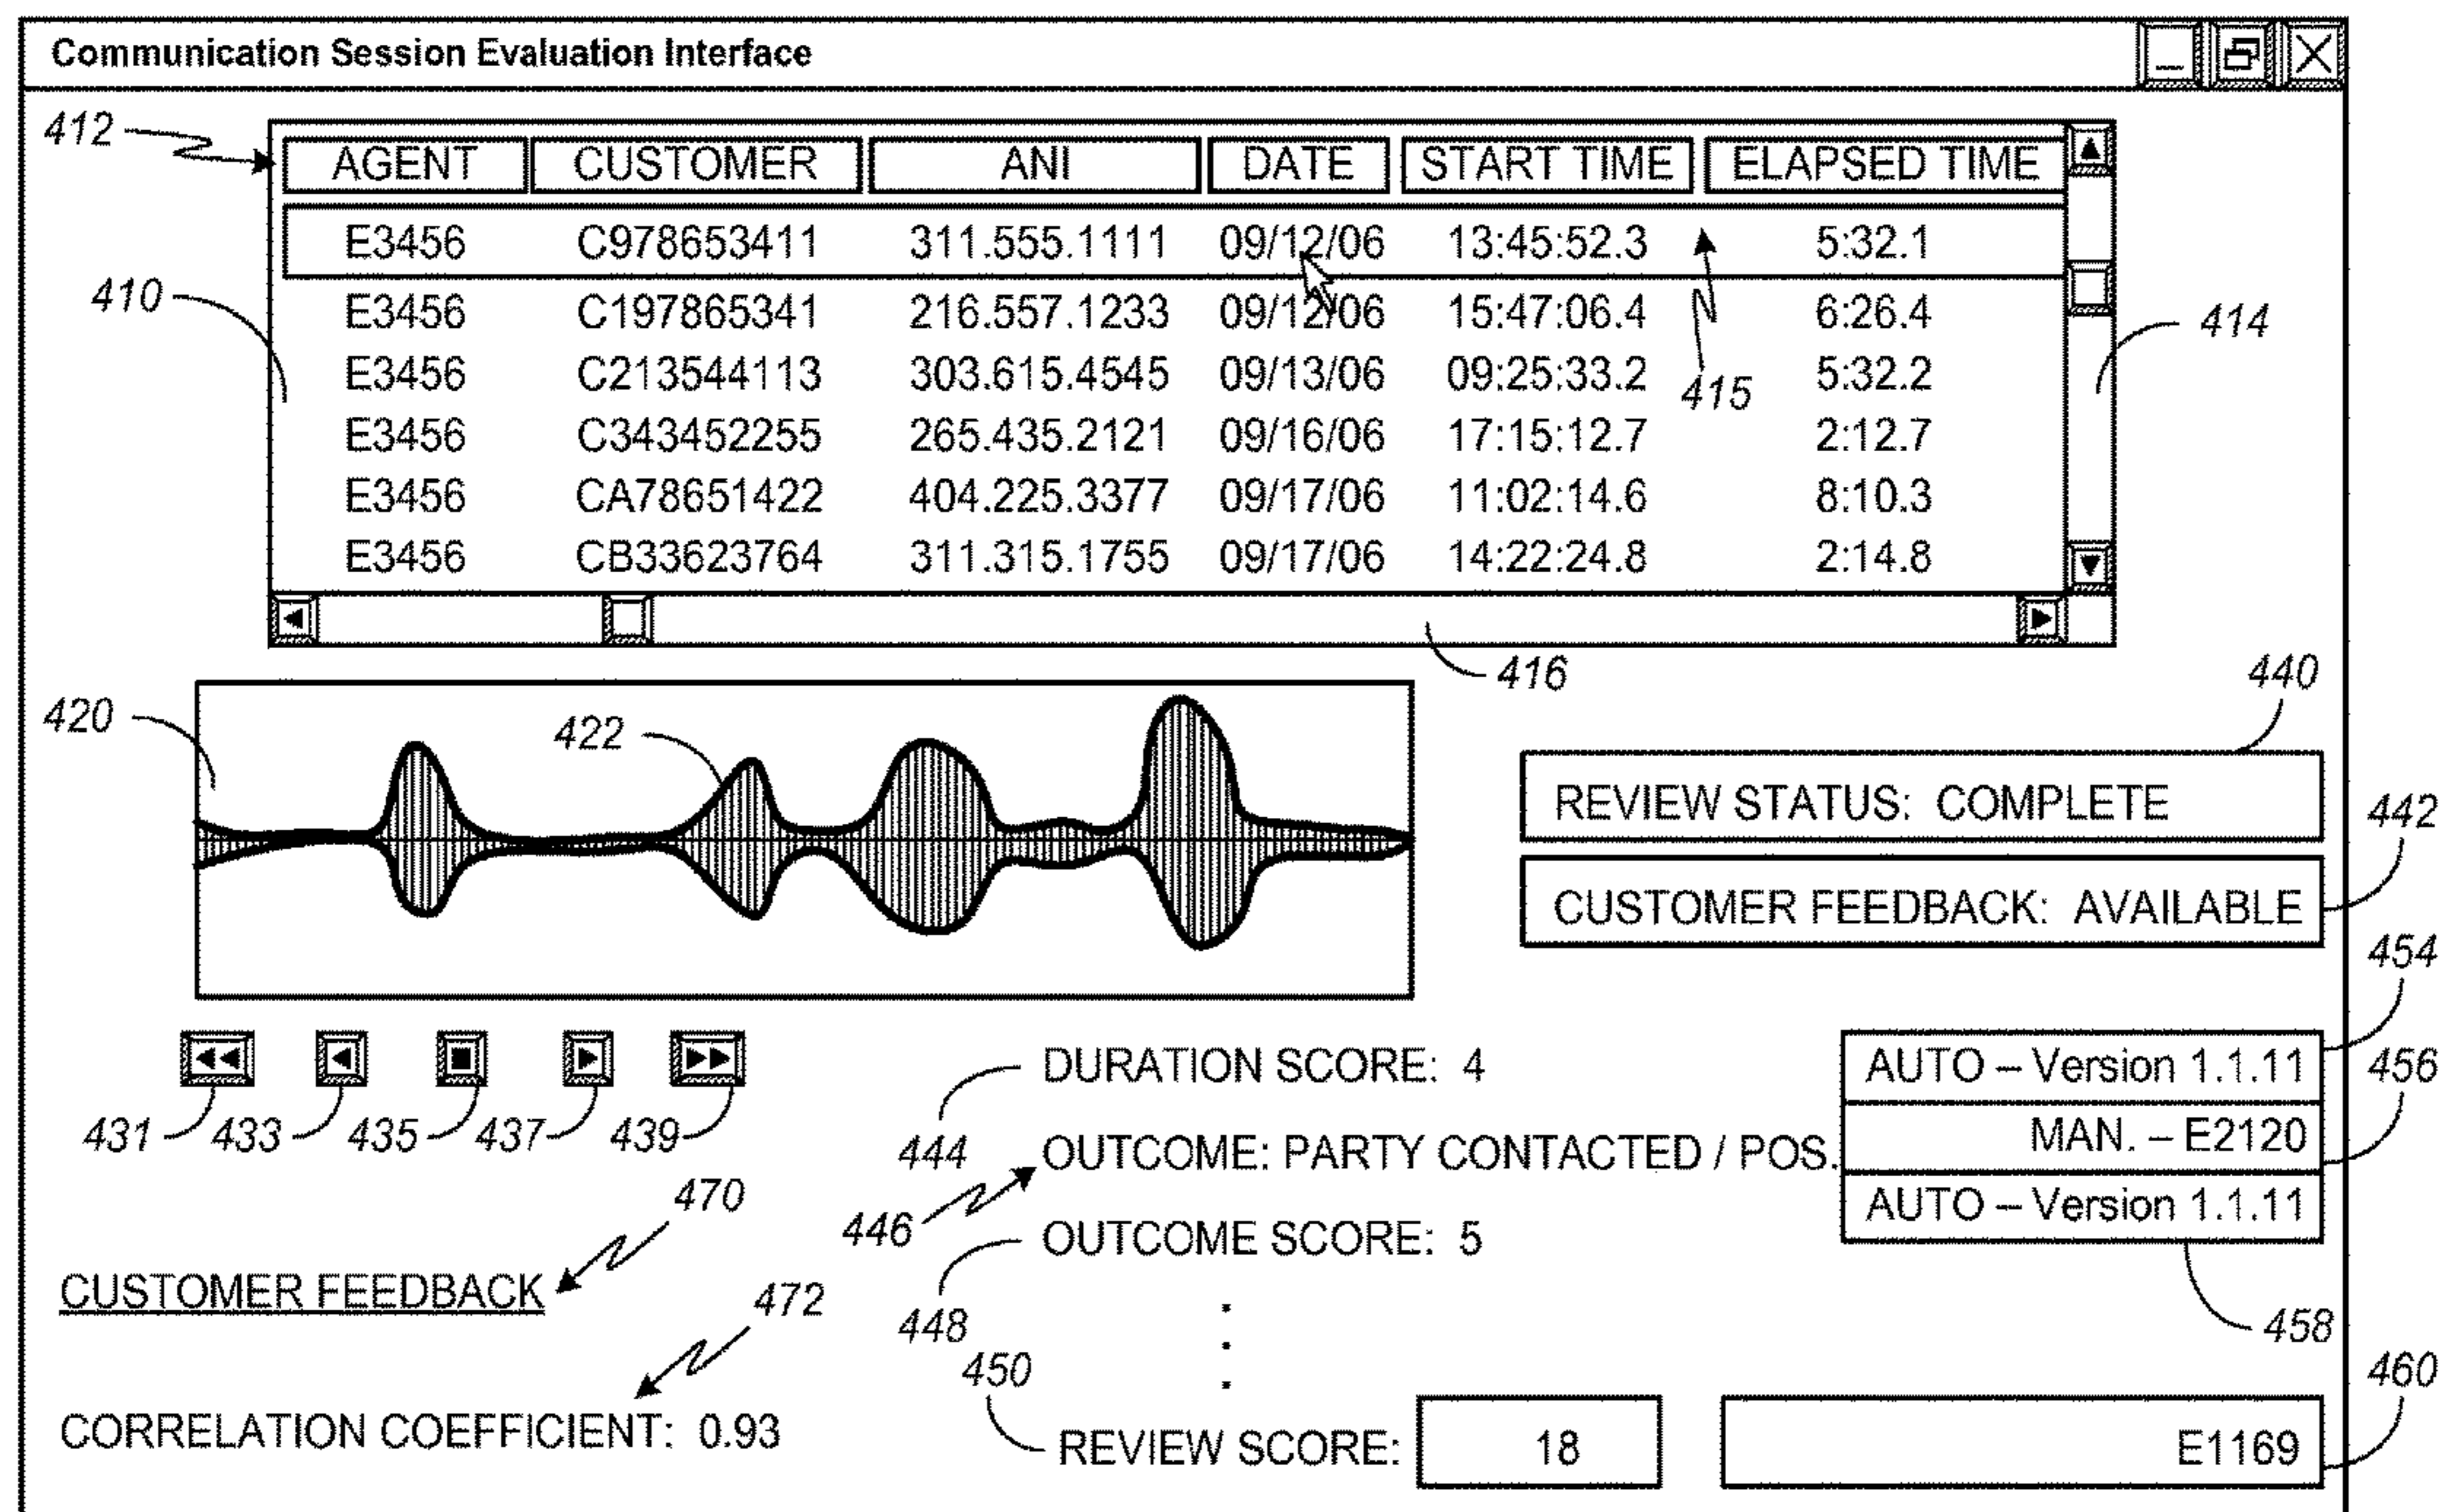 Communication Session Evaluation Interface
412
AGENT CUSTOMER ANI DATE START TIME ELAPSED TIME
E3456 C978653411 311.555.1111 09/12/06 13:45:52.3 5:32.1
410
E3456 C197865341 216.557.1233 09/12/06 15:47:06.4 6:26.4
414
E3456 C213544113 303.615.4545 09/13/06 09:25:33.2 5:32.2
415
E3456 C343452255 265.435.2121 09/16/06 17:15:12.7 2:12.7
E3456 CA78651422 404.225.3377 09/17/06 11:02:14.6 8:10.3
E3456 CB33623764 311.315.1755 09/17/06 14:22:24.8 2:14.8
416
440
420
422
REVIEW STATUS: COMPLETE
442
CUSTOMER FEEDBACK: AVAILABLE
454
DURATION SCORE: 4
AUTO – Version 1.1.11
456
431 433 435 437 439
444
OUTCOME: PARTY CONTACTED / POS.
MAN. – E2120
470
446
OUTCOME SCORE: 5
AUTO – Version 1.1.11
CUSTOMER FEEDBACK
472
448
458
450
460
CORRELATION COEFFICIENT: 0.93
REVIEW SCORE: 18
E1169